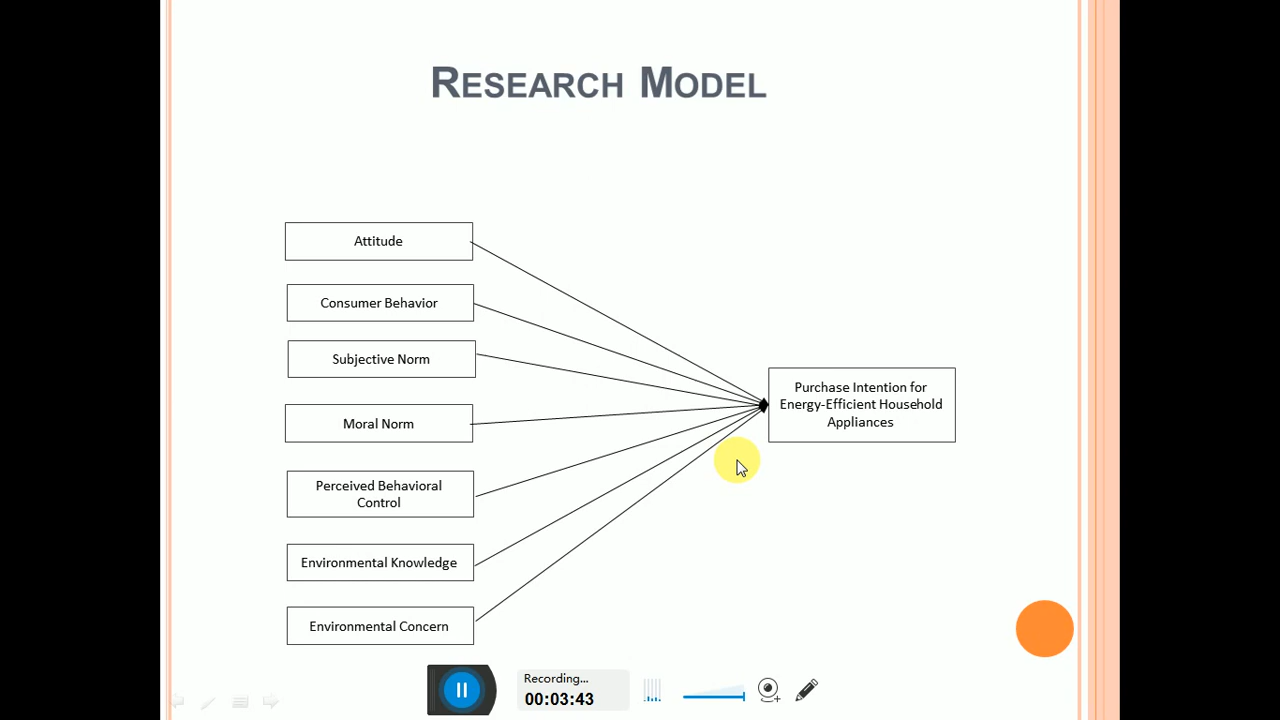 RESEARCH MODEL
Attitude
Consumer Behavior
Subjective Norm
Moral Norm
Perceived Behavioral
Control
Environmental Knowledge
Environmental Concern
Purchase Intention for
Energy-Efficient Household
Appliances
Recording...
00:03:43